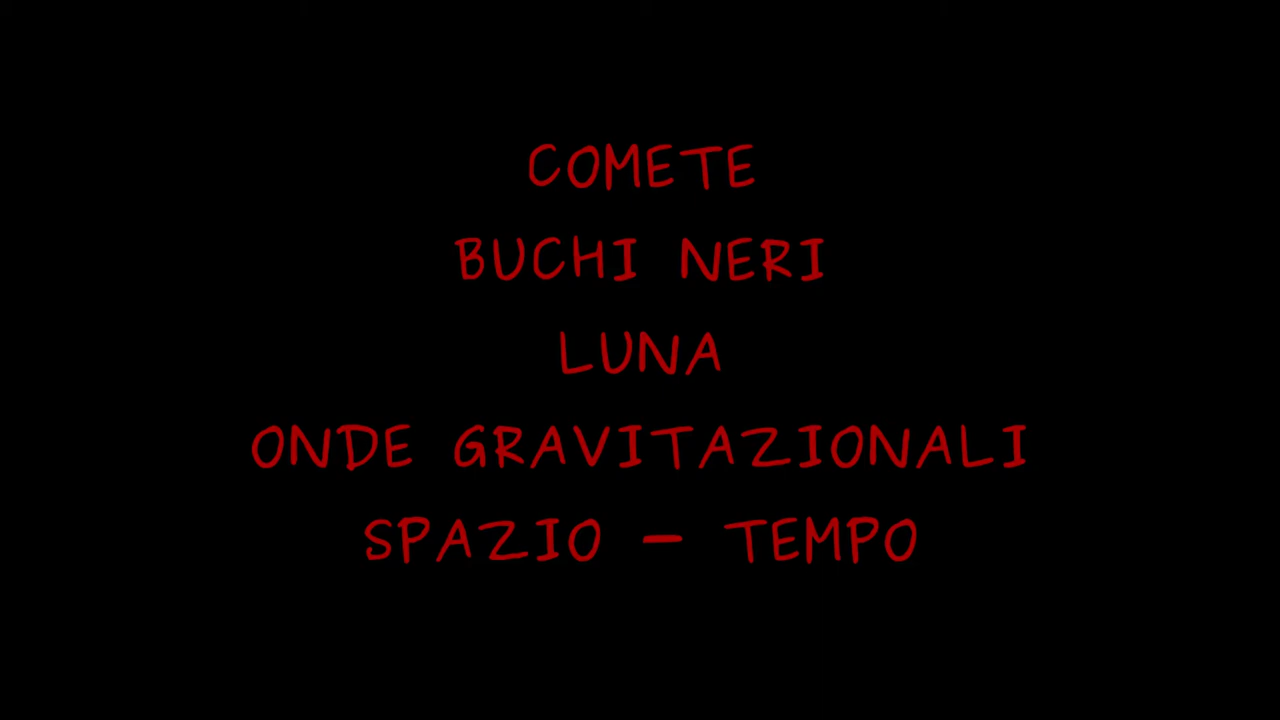 COMETE
BUCHI NERI
LUNA
ONDE GRAVITAZIONALI
SPAZIO - TEMPO